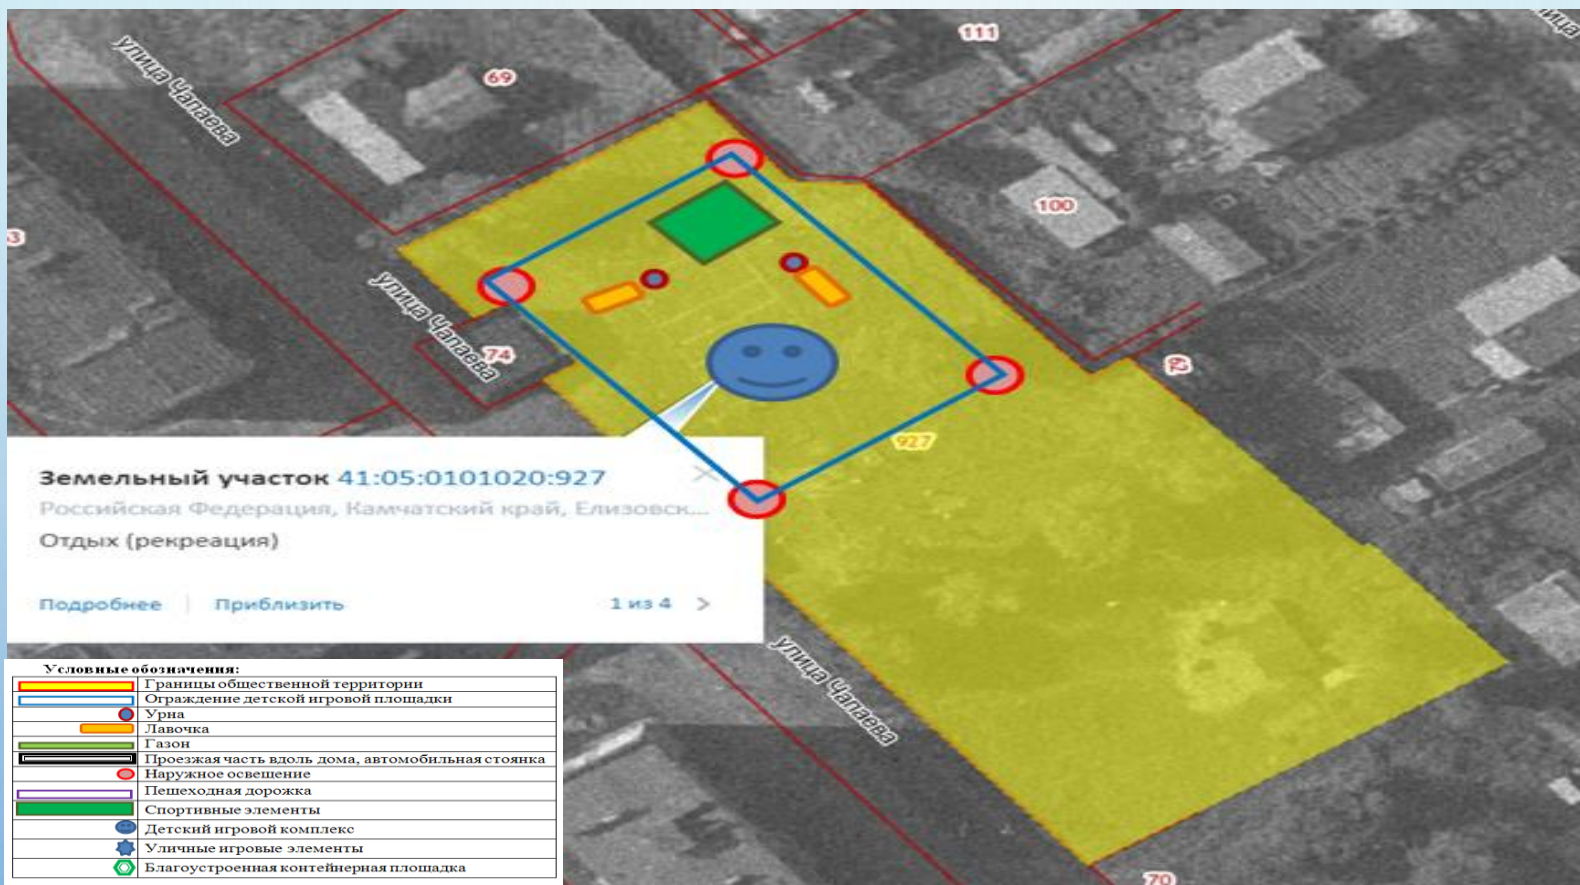 улица Чапаева
69
111
100
53
улица Чапаева
74
62
927
Земельный участок 41:05:0101020:927
Российская Федерация, Камчатский край, Елизовск...
Отдых (рекреация)
Подробнее
Приблизить
1 из 4
улица Чапаева
70
Условные обозначения:
Границы общественной территории
Ограждение детской игровой площадки
Урна
Лавочка
Газон
Проезжая часть вдоль дома, автомобильная стоянка
Наружное освещение
Пешеходная дорожка
Спортивные элементы
Детский игровой комплекс
Уличные игровые элементы
Благоустроенная контейнерная площадка